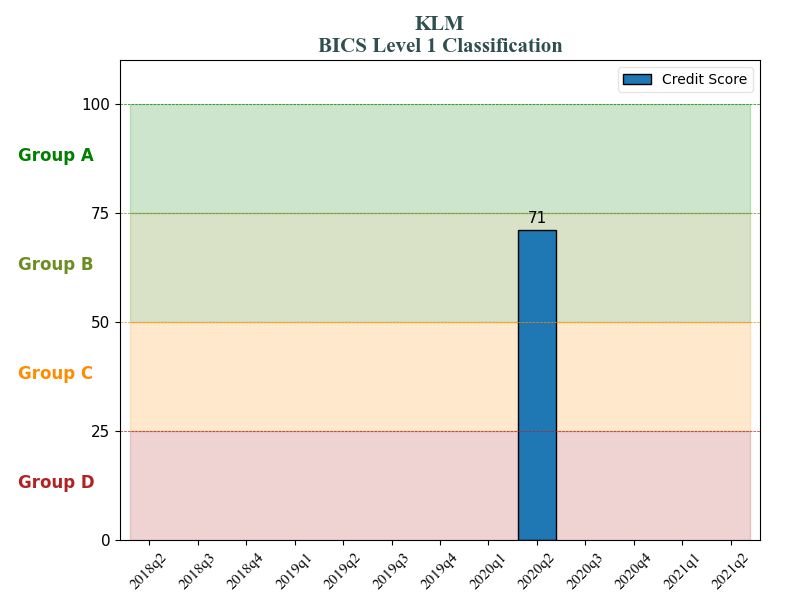 KLM
BICS Level 1 Classification
Credit Score
100
Group A
75
71
Group B
50
Group C
25
Group D
0
2018q2
2018q3
2018q4
2019q1
2019q2
2019q3
2019q4
2020q1
2020q2
2020q3
2020q4
2021q1
2021q2